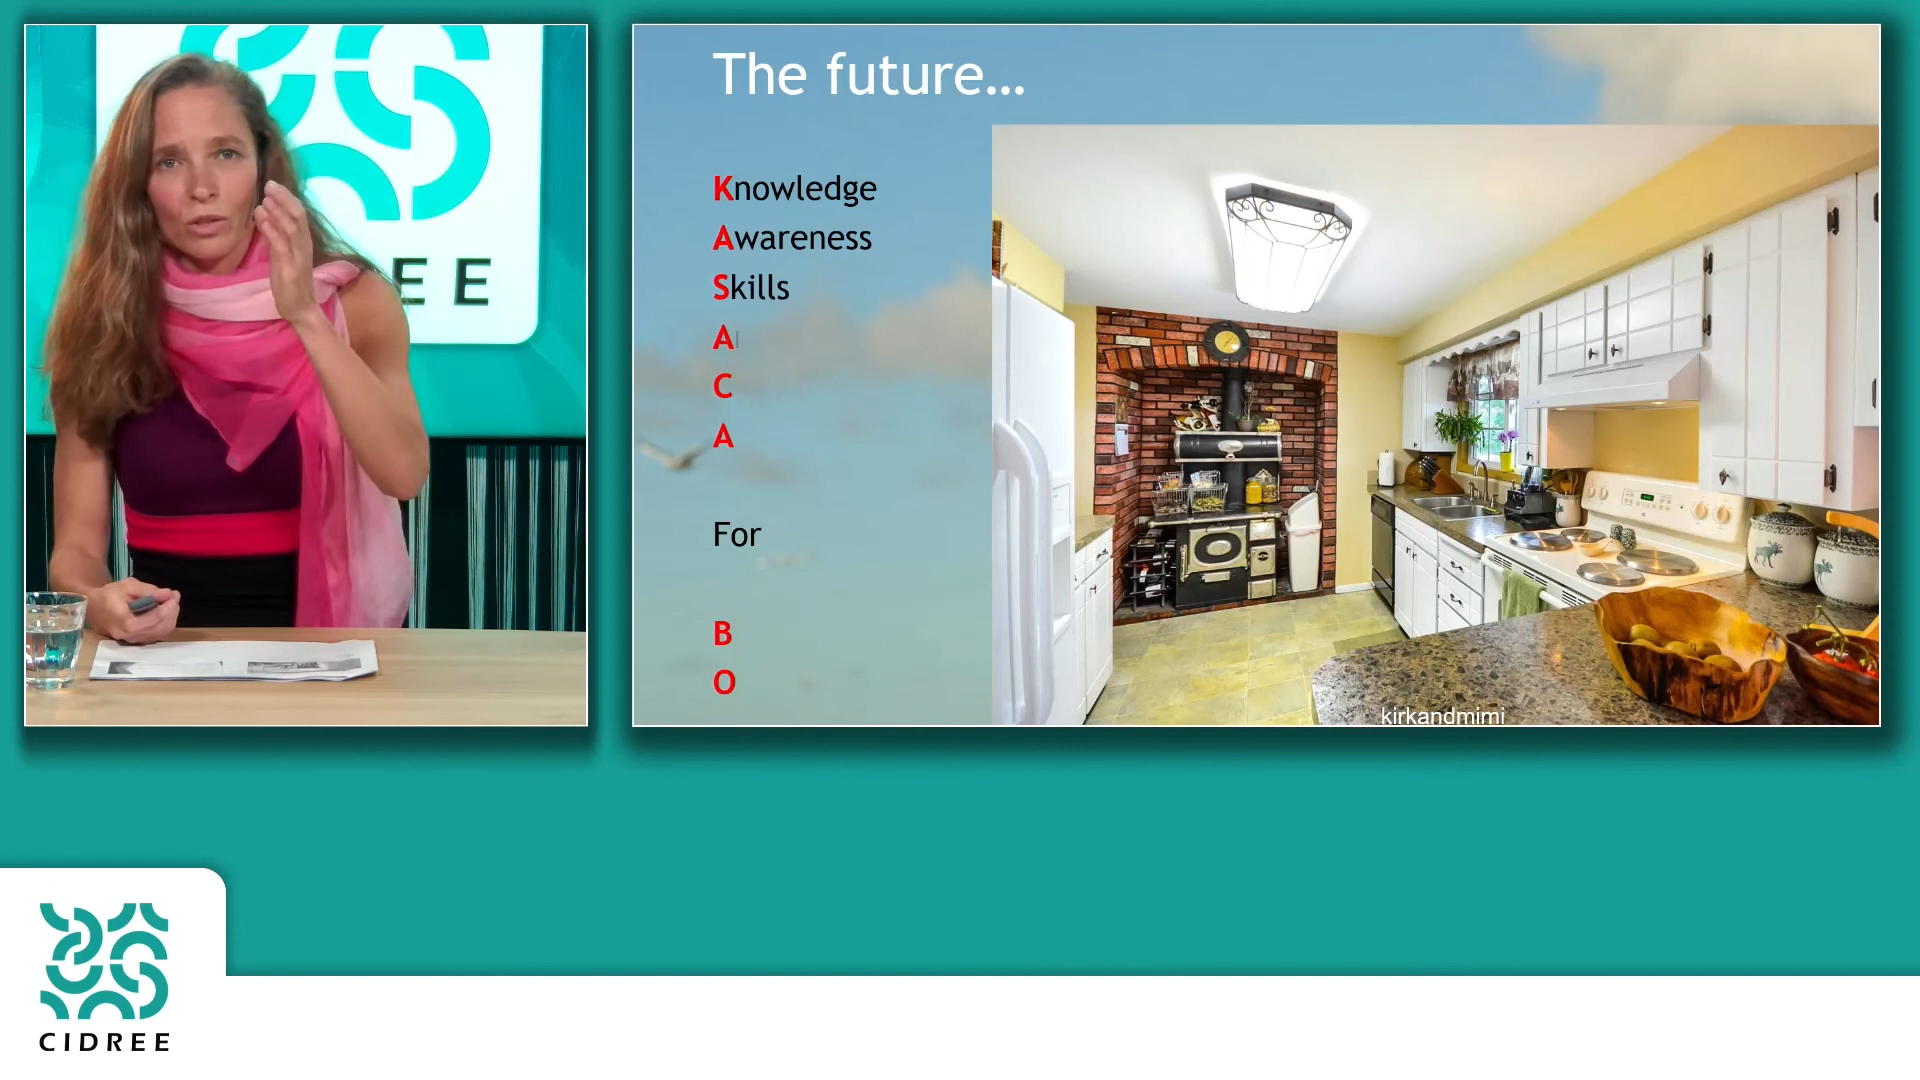 EE
The future...
Knowledge
Awareness
Skills
A
C
A
For
B
O
kirkandmimi
CIDREE